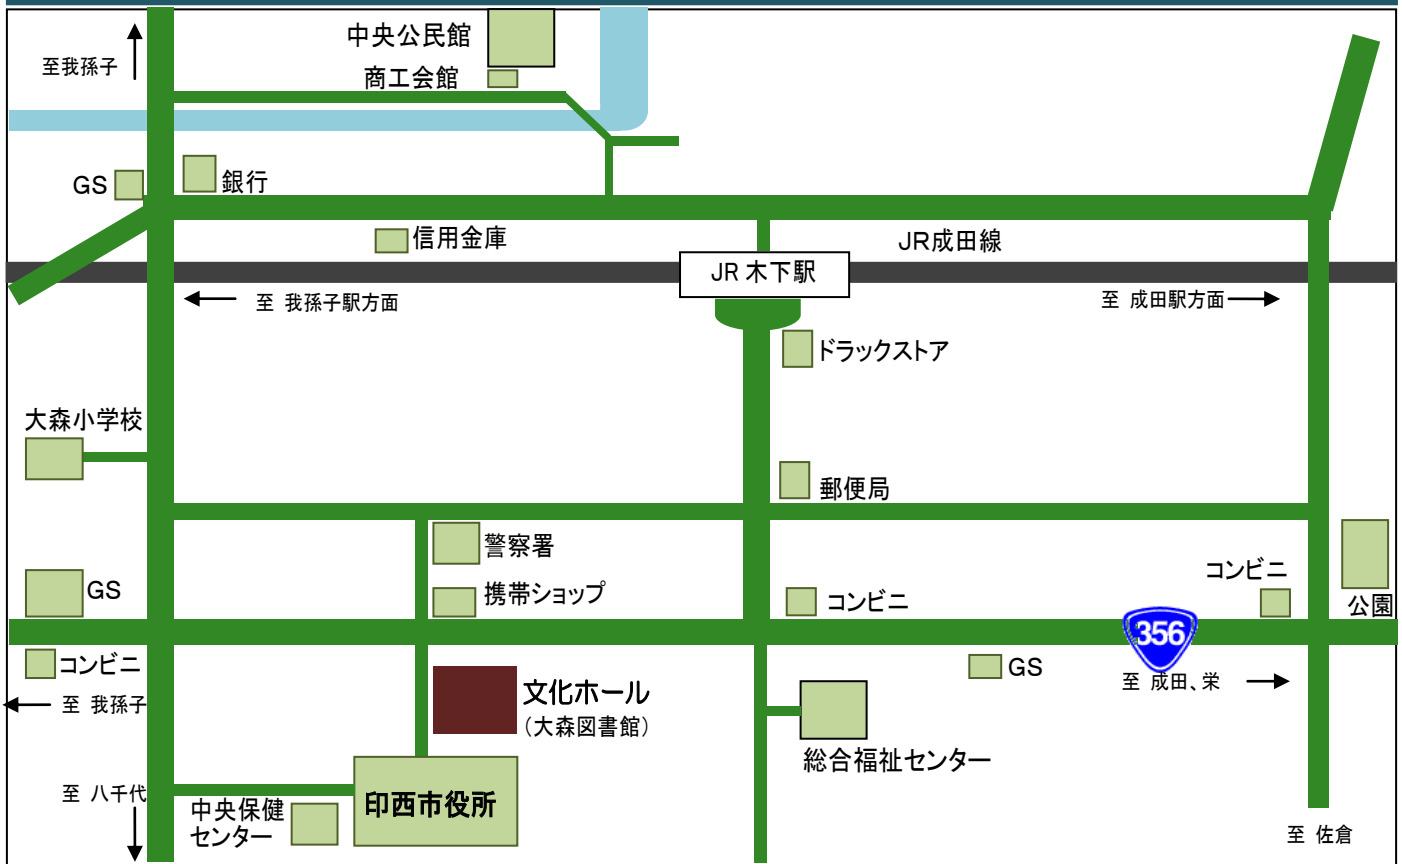 中央公民館
至我孫子
商工会館
GS
銀行
信用金庫
JR成田線
JR 木下駅
至 我孫子駅方面
至 成田駅方面
ドラックストア
大森小学校
郵便局
警察署
コンビニ
GS
携帯ショップ
コンビニ
公園
356
コンビニ
GS
至 成田、栄
文化ホール
(大森図書館)
至 我孫子
総合福祉センター
至 八千代
中央保健
センター
印西市役所
至 佐倉